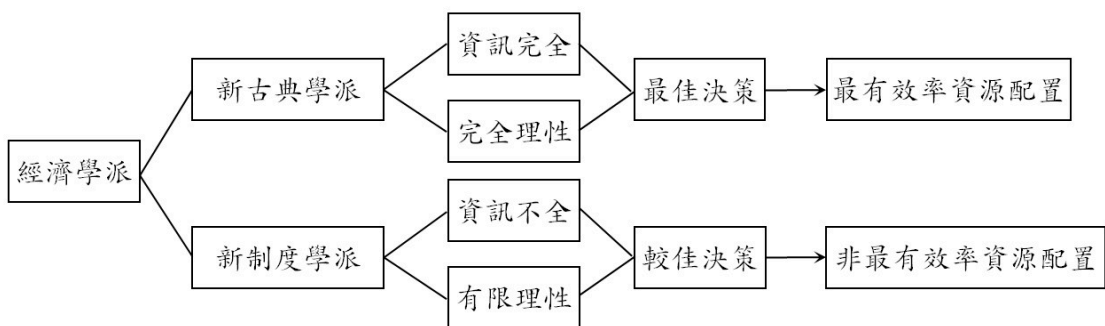 經濟學派
新古典學派
資訊完全
完全理性
最佳決策
最有效率資源配置
新制度學派
資訊不全
有限理性
較佳決策
非最有效率資源配置